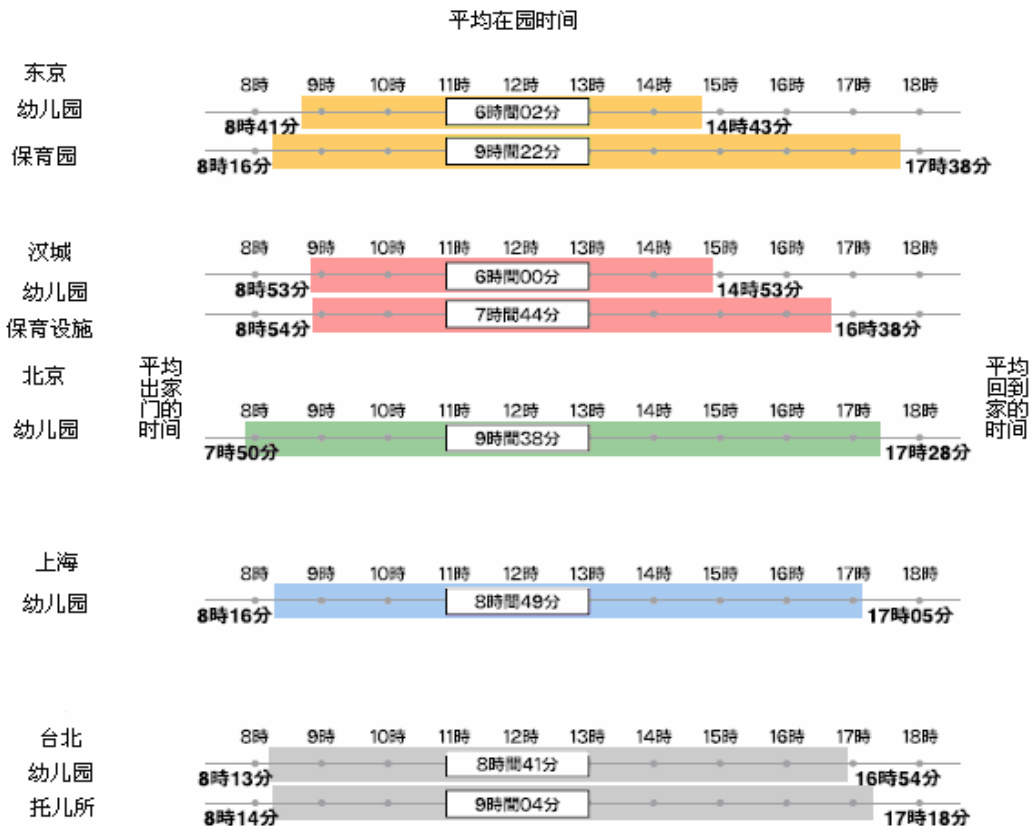 平均在园时间
东京
8時 9時 10時 11時 12時 13時 14時 15時 16時 17時 18時
幼儿园
6時間02分
8時41分
14時43分
保育园
9時間22分
8時16分
17時38分
汉城
8時 9時 10時 11時 12時 13時 14時 15時 16時 17時 18時
幼儿园
6時間00分
8時53分
14時53分
保育设施
7時間44分
8時54分
16時38分
北京
平均
出家
门的
时间
平均
回到
家的
时间
8時 9時 10時 11時 12時 13時 14時 15時 16時 17時 18時
幼儿园
9時間38分
7時50分
17時28分
上海
8時 9時 10時 11時 12時 13時 14時 15時 16時 17時 18時
幼儿园
8時間49分
8時16分
17時05分
台北
8時 9時 10時 11時 12時 13時 14時 15時 16時 17時 18時
幼儿园
8時間41分
8時13分
16時54分
托儿所
9時間04分
8時14分
17時18分